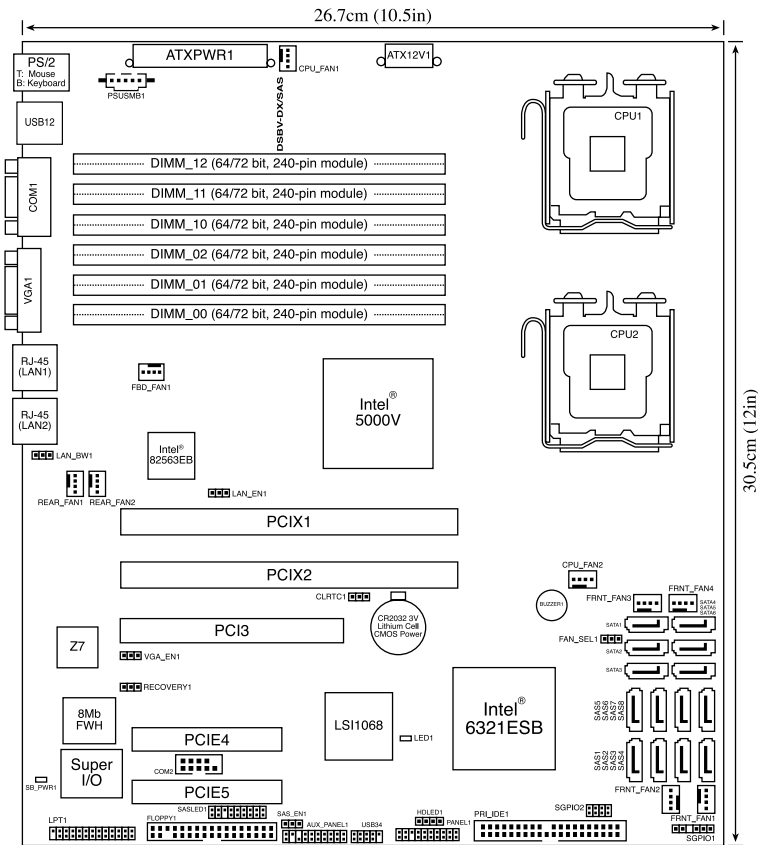 26.7cm (10.5in)
PS/2
T: Mouse
B: Keyboard
ATXPWR1
CPU_FAN1
ATX12V1
PSUSMB1
DSBV-DX/SAS
CPU1
USB12
COM1
DIMM_12 (64/72 bit, 240-pin module)
DIMM_11 (64/72 bit, 240-pin module)
DIMM_10 (64/72 bit, 240-pin module)
DIMM_02 (64/72 bit, 240-pin module)
VGA1
DIMM_01 (64/72 bit, 240-pin module)
DIMM_00 (64/72 bit, 240-pin module)
CPU2
RJ-45
(LAN1)
FBD_FAN1
Intel®
5000V
RJ-45
(LAN2)
30.5cm (12in)
Intel®
82563EB
LAN_BW1
REAR_FAN1
REAR_FAN2
LAN_EN1
PCIX1
PCIX2
CPU_FAN2
CLRTC1
BUZZER1
FRNT_FAN3
FRNT_FAN4
SATA4
SATA5
SATA6
CR2032 3V
Lithium Cell
CMOS Power
PCI3
SATA1
FAN_SEL1
SATA2
SATA3
Z7
VGA_EN1
RECOVERY1
8Mb
FWH
LSI1068
LED1
Intel®
6321ESB
SAS5
SAS6
SAS7
SAS8
PCIE4
COM2
Super
I/O
SAS1
SAS2
SAS3
SAS4
SB_PWR1
PCIE5
FRNT_FAN2
FRNT_FAN1
SASLED1
LPT1
FLOPPY1
SAS_EN1
AUX_PANEL1
USB34
HDLED1
PANEL1
PRI_IDE1
SGPIO2
SGPIO1